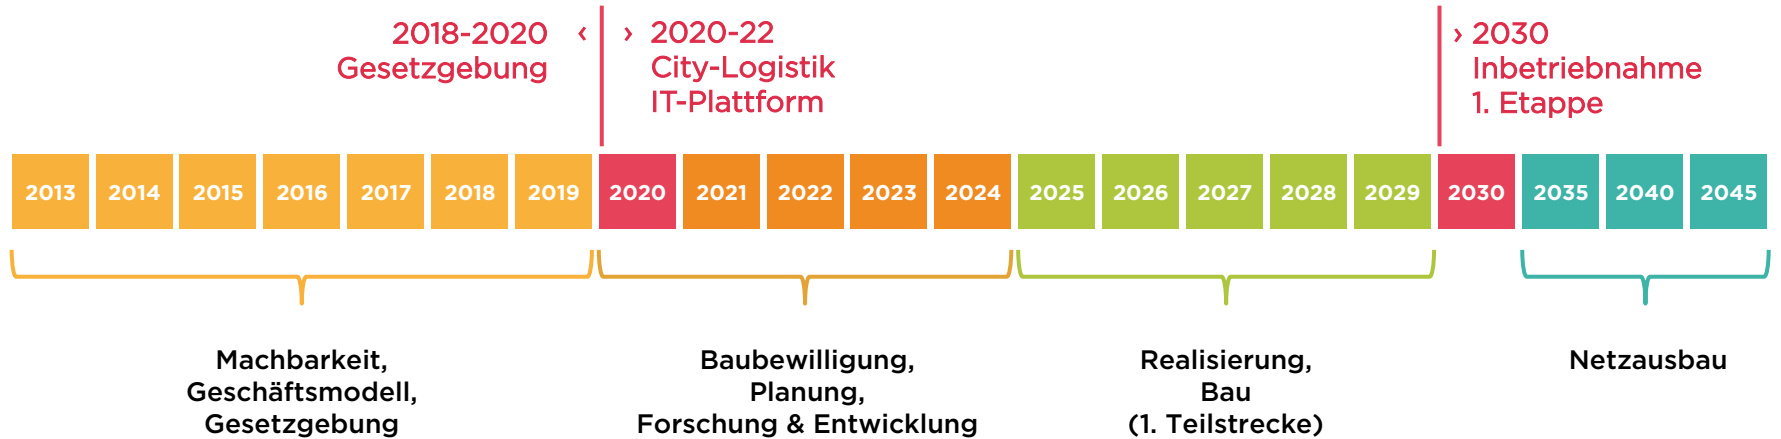 2018-2020 ‹
Gesetzgebung
› 2020-22
City-Logistik
IT-Plattform
› 2030
Inbetriebnahme
1. Etappe
2013 2014 2015 2016 2017 2018 2019 2020 2021 2022 2023 2024 2025 2026 2027 2028 2029 2030 2035 2040 2045
Machbarkeit,
Geschäftsmodell,
Gesetzgebung
Baubewilligung,
Planung,
Forschung & Entwicklung
Realisierung,
Bau
(1. Teilstrecke)
Netzausbau